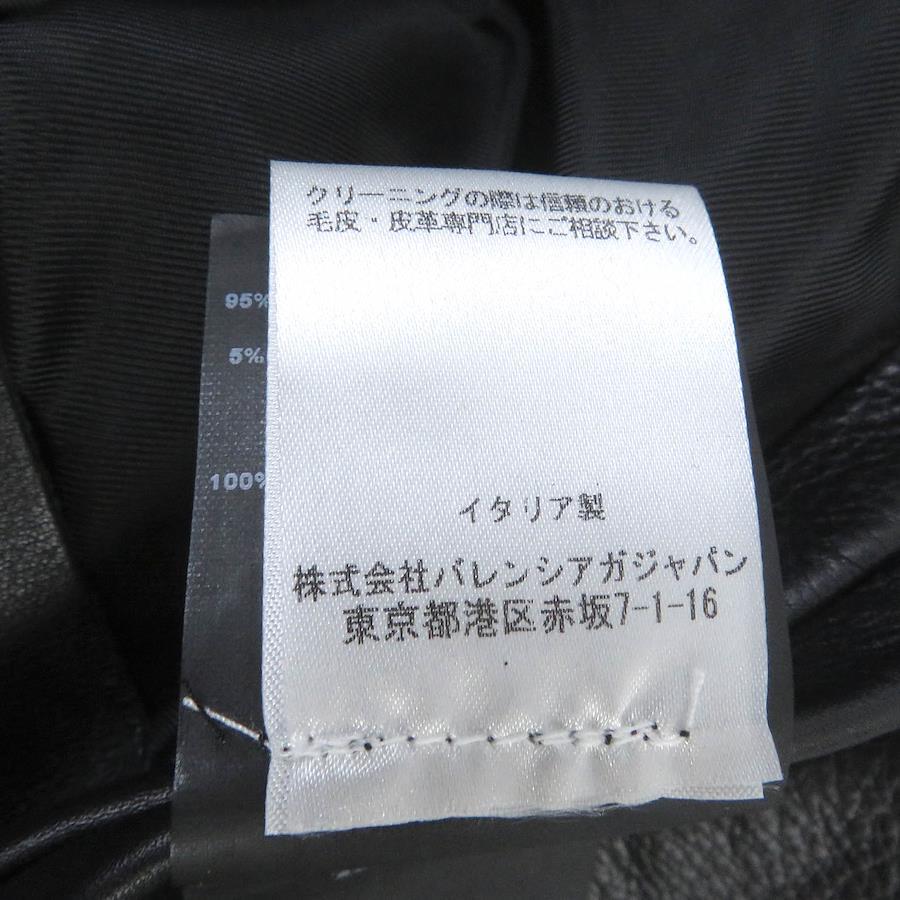 クリーニングの際は信頼のおける
毛皮・皮革専門店にご相談下さい。
95%
5%
100%
イタリア製
株式会社バレンシアガジャパン
東京都港区赤坂7-1-16